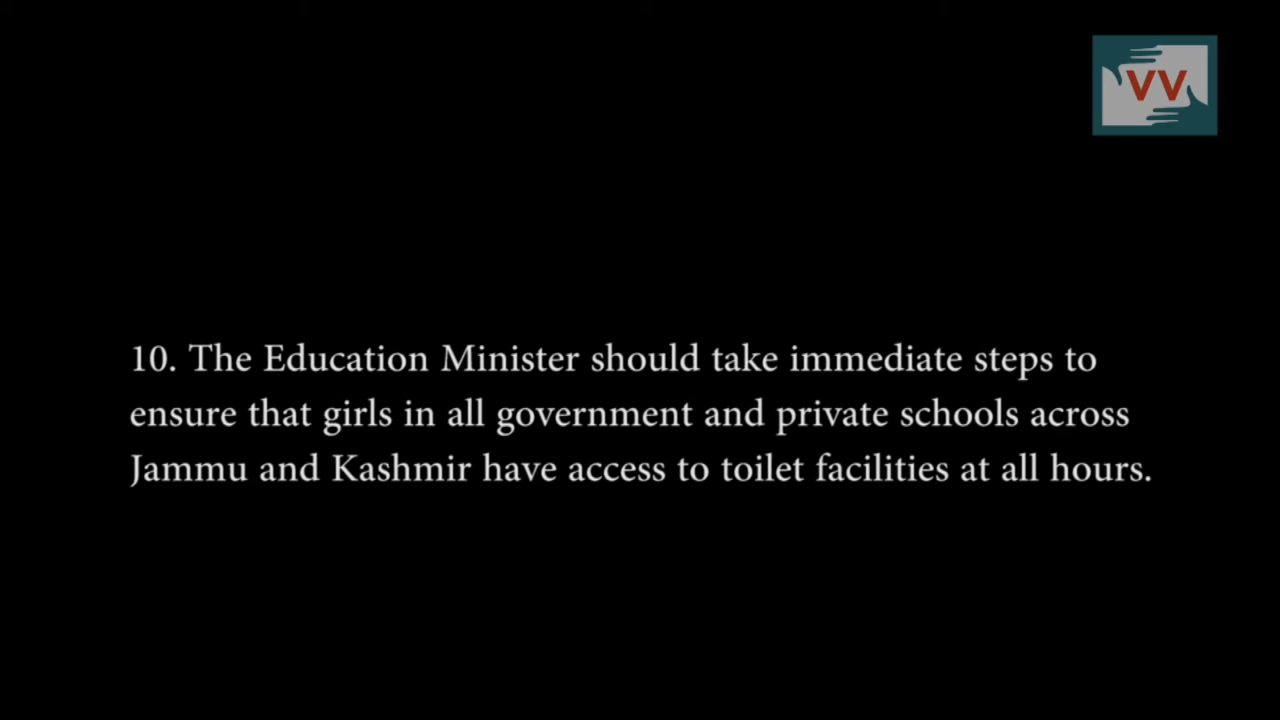 VV
10. The Education Minister should take immediate steps to
ensure that girls in all government and private schools across
Jammu and Kashmir have access to toilet facilities at all hours.